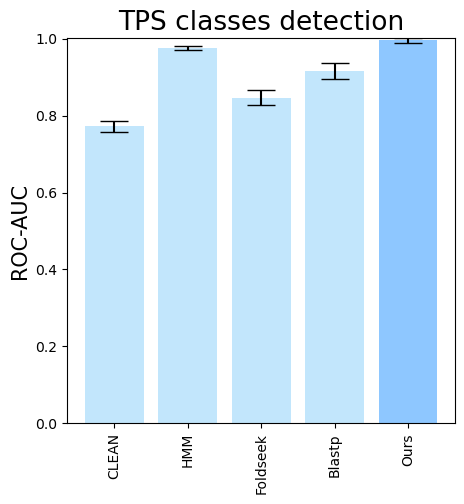 TPS classes detection
ROC-AUC
1.0
0.8
0.6
0.4
0.2
0.0
CLEAN
HMM
Foldseek
Blastp
Ours